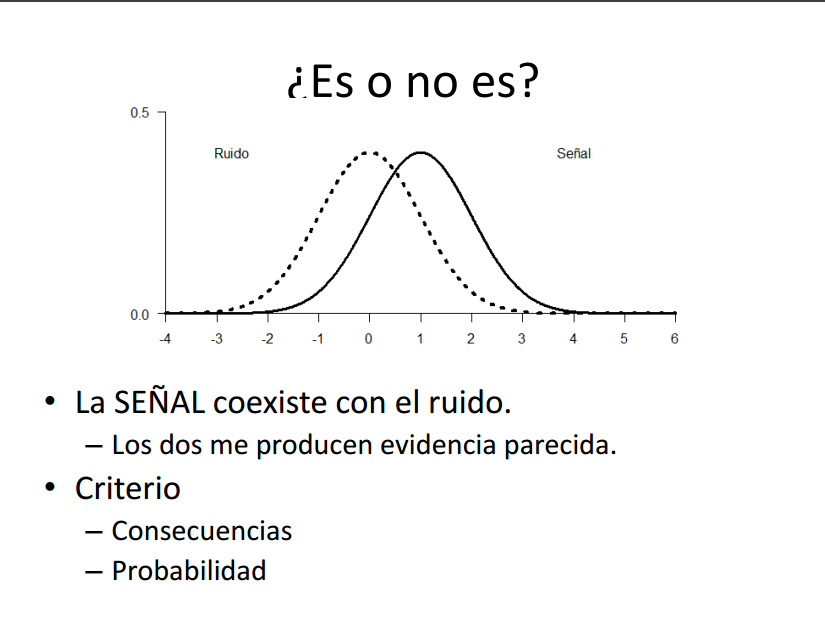 ¿Es o no es?
0.5
Ruido
Señal
0.0
-4 -3 -2 -1 0 1 2 3 4 5 6
• La SEÑAL coexiste con el ruido.
– Los dos me producen evidencia parecida.
• Criterio
– Consecuencias
– Probabilidad